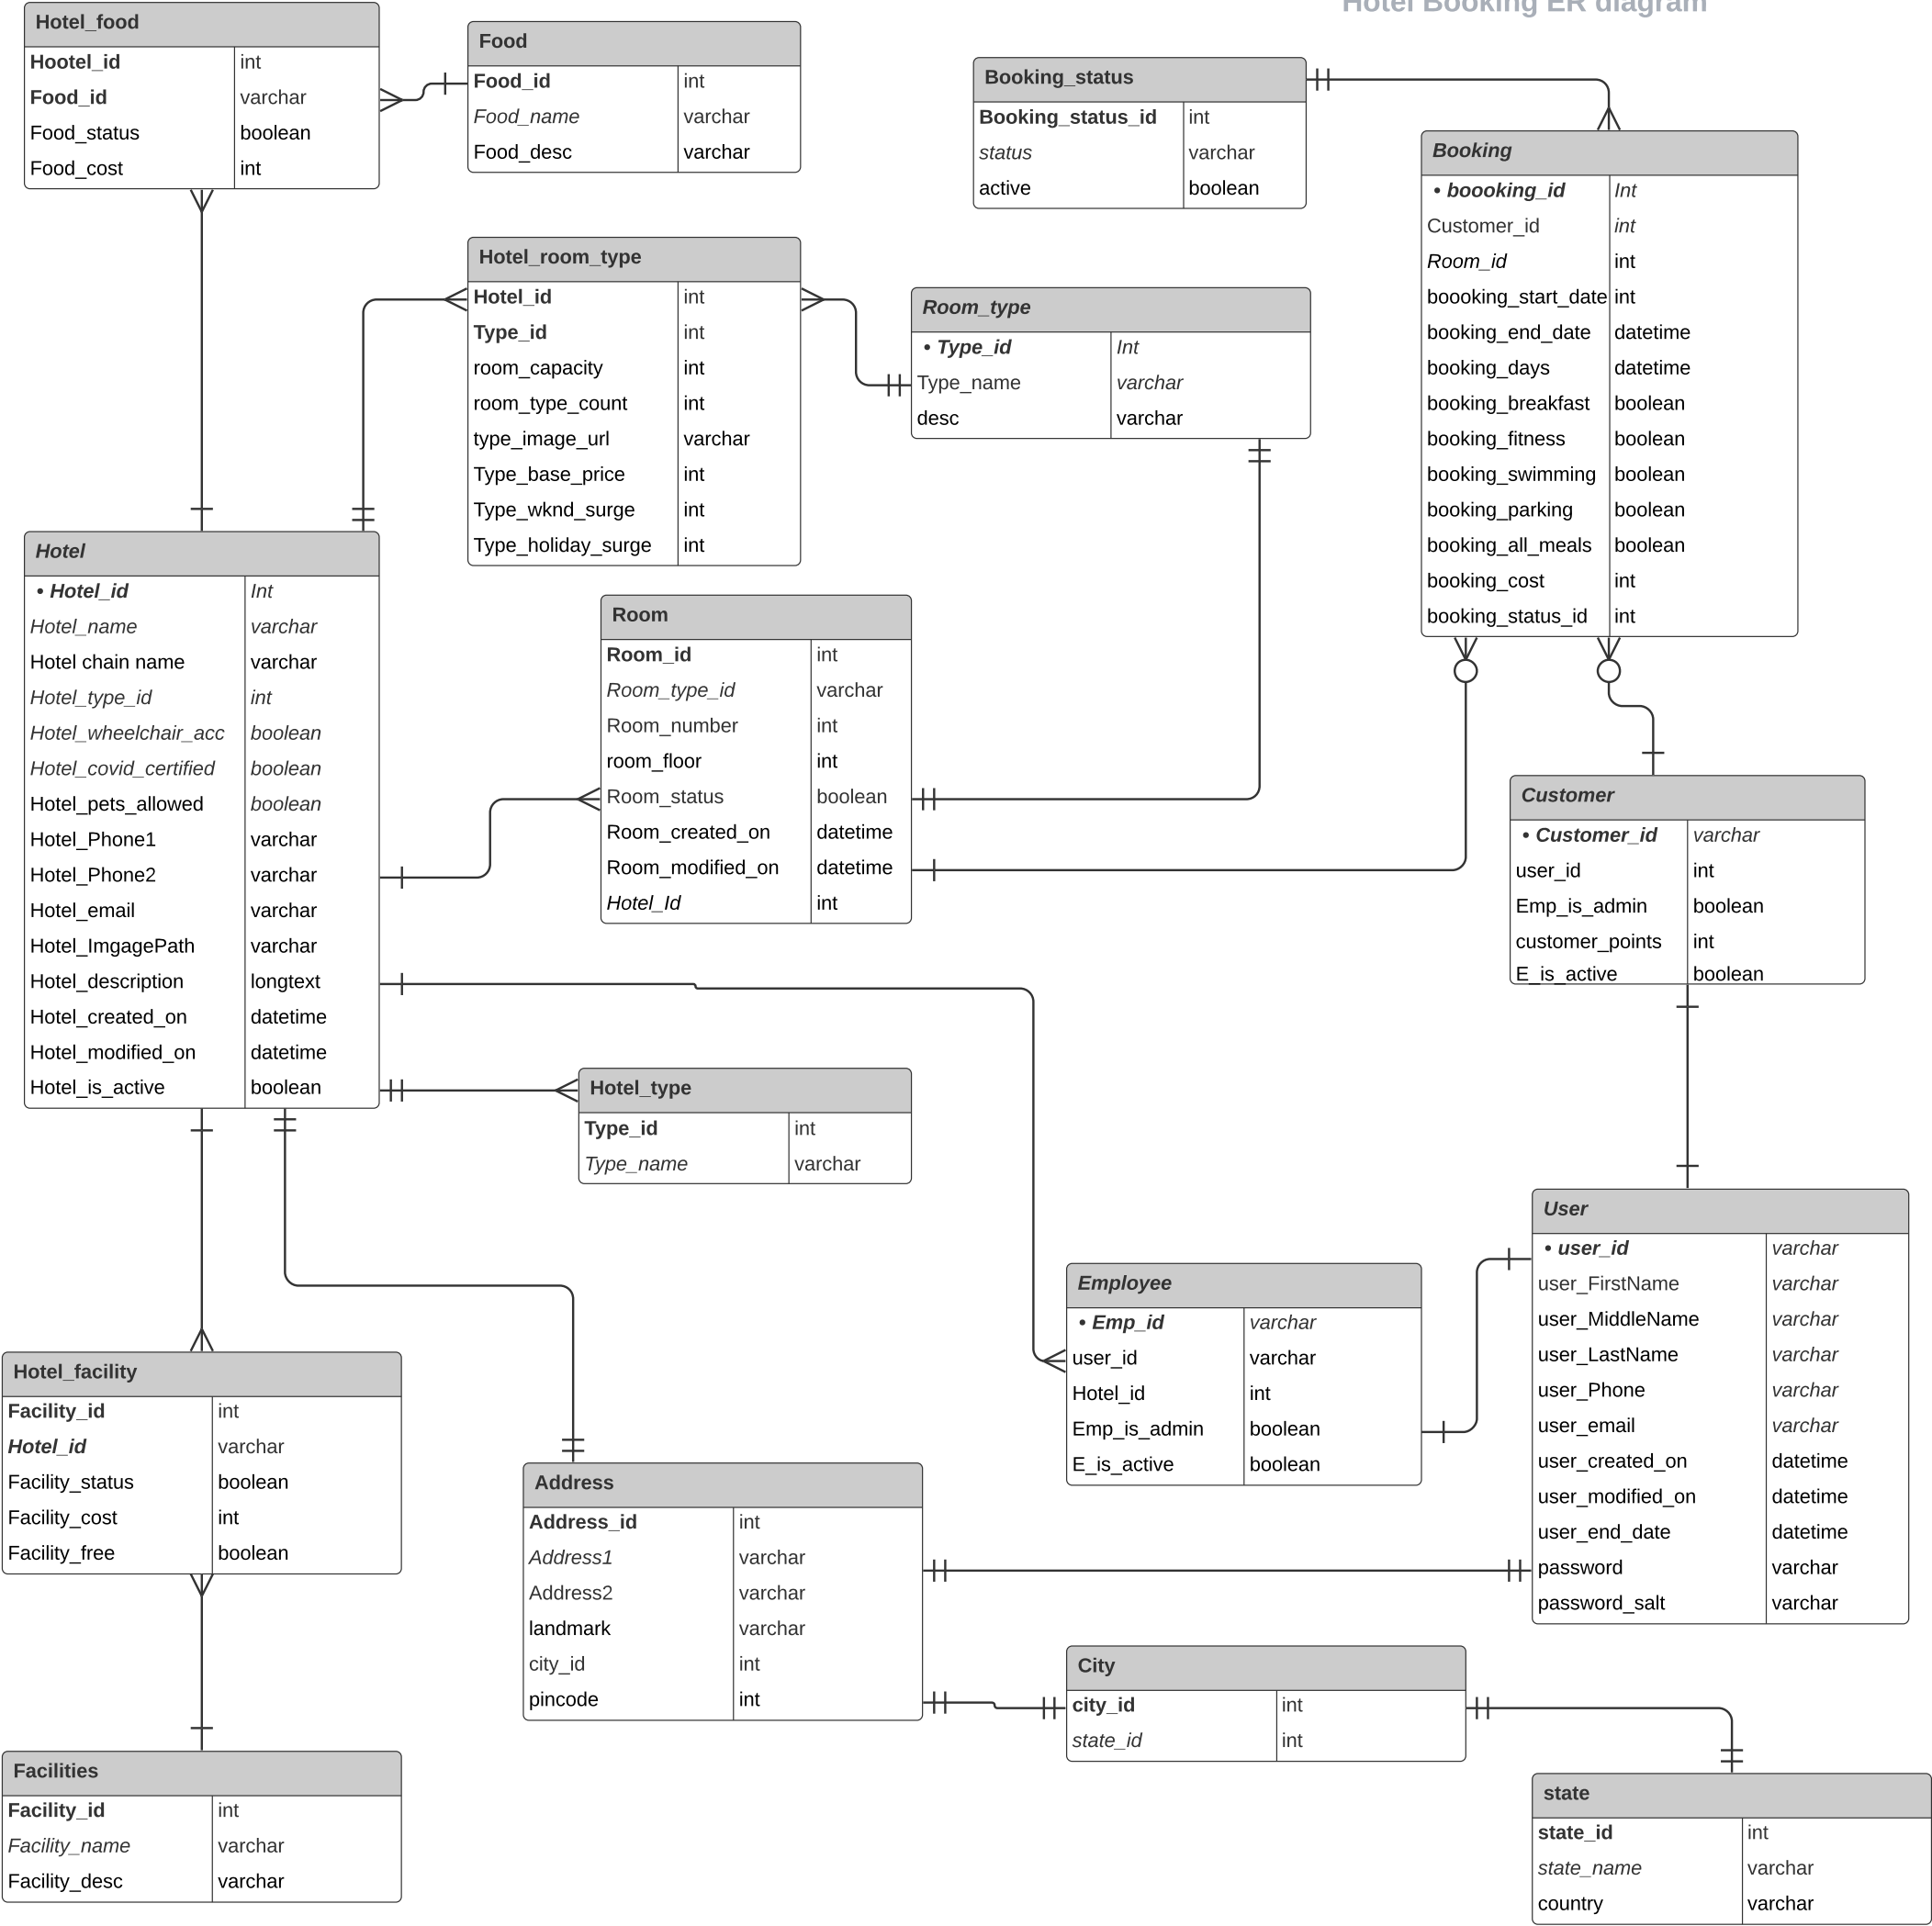 Hotel Booking ER diagram
Hotel_food
Hootel_id int
Food_id varchar
Food_status boolean
Food_cost int
Food
Food_id int
Food_name varchar
Food_desc varchar
Booking_status
Booking_status_id int
status varchar
active boolean
Booking
• boooking_id Int
Customer_id int
Room_id int
boooking_start_date int
booking_end_date datetime
booking_days datetime
booking_breakfast boolean
booking_fitness boolean
booking_swimming boolean
booking_parking boolean
booking_all_meals boolean
booking_cost int
booking_status_id int
Hotel_room_type
Hotel_id int
Type_id int
room_capacity int
room_type_count int
type_image_url varchar
Type_base_price int
Type_wknd_surge int
Type_holiday_surge int
Room_type
• Type_id Int
Type_name varchar
desc varchar
Hotel
• Hotel_id Int
Hotel_name varchar
Hotel chain name varchar
Hotel_type_id int
Hotel_wheelchair_acc boolean
Hotel_covid_certified boolean
Hotel_pets_allowed boolean
Hotel_Phone1 varchar
Hotel_Phone2 varchar
Hotel_email varchar
Hotel_ImgagePath varchar
Hotel_description longtext
Hotel_created_on datetime
Hotel_modified_on datetime
Hotel_is_active boolean
Room
Room_id int
Room_type_id varchar
Room_number int
room_floor int
Room_status boolean
Room_created_on datetime
Room_modified_on datetime
Hotel_Id int
Customer
• Customer_id varchar
user_id int
Emp_is_admin boolean
customer_points int
E_is_active boolean
Hotel_type
Type_id int
Type_name varchar
User
• user_id varchar
user_FirstName varchar
user_MiddleName varchar
user_LastName varchar
user_Phone varchar
user_email varchar
user_created_on datetime
user_modified_on datetime
user_end_date datetime
password varchar
password_salt varchar
Employee
• Emp_id varchar
user_id varchar
Hotel_id int
Emp_is_admin boolean
E_is_active boolean
Hotel_facility
Facility_id int
Hotel_id varchar
Facility_status boolean
Facility_cost int
Facility_free boolean
Address
Address_id int
Address1 varchar
Address2 varchar
landmark varchar
city_id int
pincode int
City
city_id int
state_id int
Facilities
Facility_id int
Facility_name varchar
Facility_desc varchar
state
state_id int
state_name varchar
country varchar